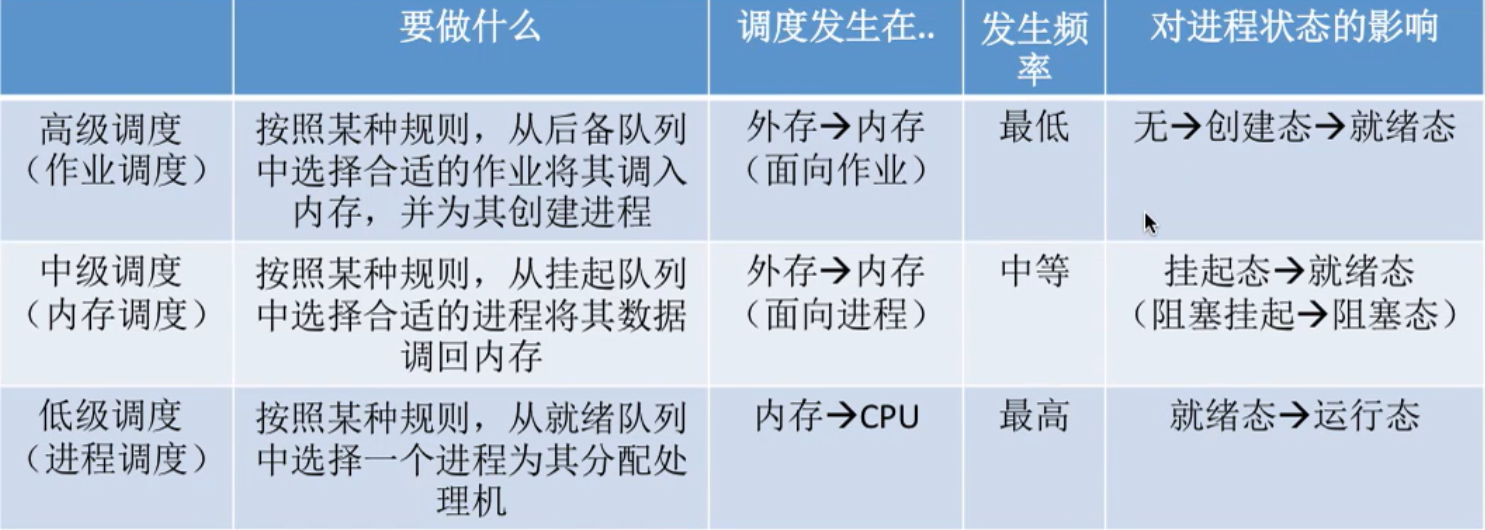 要做什么
调度发生在..
发生频
率
对进程状态的影响
高级调度
（作业调度）
按照某种规则，从后备队列
中选择合适的作业将其调入
内存，并为其创建进程
外存→内存
（面向作业）
最低
无→创建态→就绪态
中级调度
（内存调度）
按照某种规则，从挂起队列
中选择合适的进程将其数据
调回内存
外存→内存
（面向进程）
中等
挂起态→就绪态
（阻塞挂起→阻塞态）
低级调度
（进程调度）
按照某种规则，从就绪队列
中选择一个进程为其分配处
理机
内存→CPU
最高
就绪态→运行态